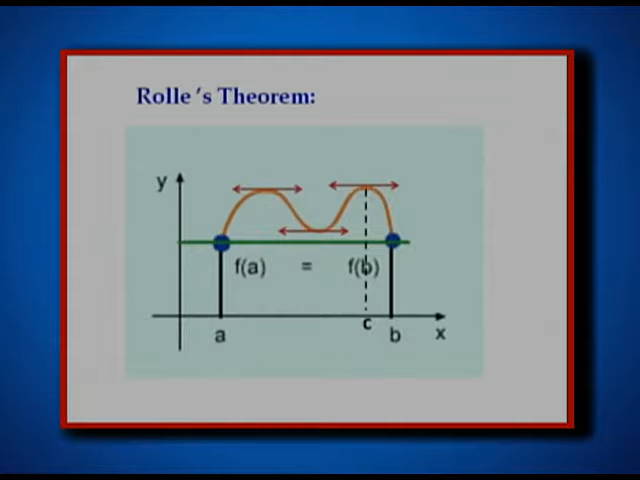 Rolle 's Theorem:
y
f(a) = f(b)
c
a b x